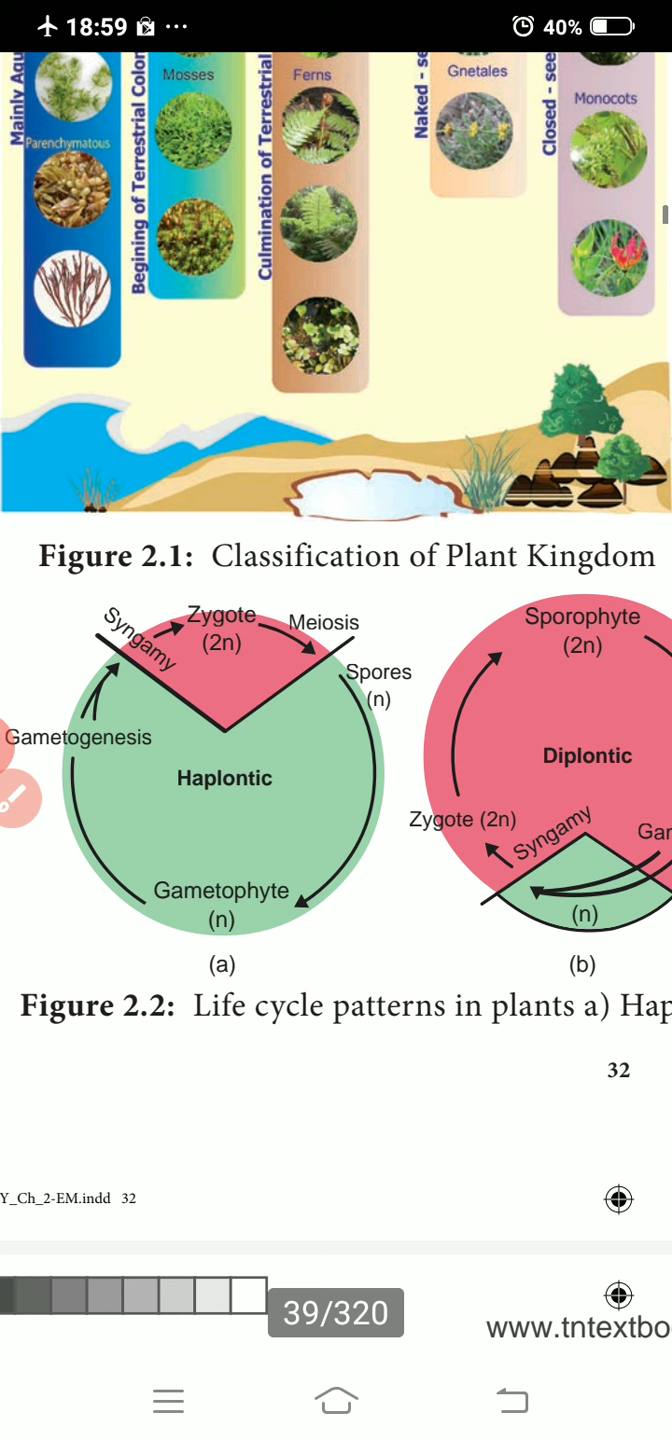 18:59 ...
40%
Mainly Aqu
Parenchymatous
Begining of Terrestrial Colon
Mosses
Culmination of Terrestrial
Ferns
Naked - se
Gnetales
Closed - see
Monocots
Figure 2.1: Classification of Plant Kingdom
Syngamy
Zygote
(2n)
Meiosis
Spores
(n)
Gametogenesis
Haplontic
Gametophyte
(n)
(a)
Sporophyte
(2n)
Diplontic
Zygote (2n)
Syngamy
Gar
(n)
(b)
Figure 2.2: Life cycle patterns in plants a) Hap
32
Y_Ch_2-EM.indd 32
39/320
www.tntextbo